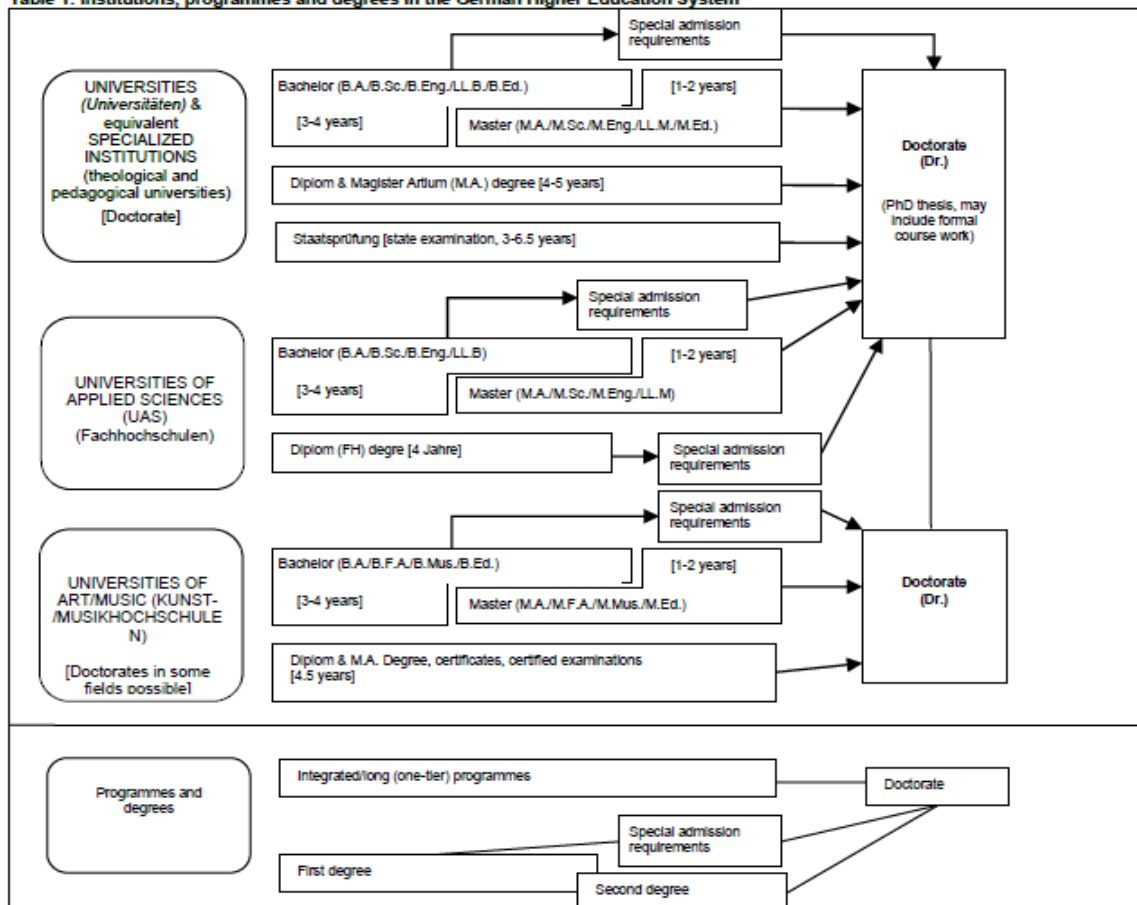 Table 1: Institutions, programmes and degrees in the German Higher Education System
Special admission
requirements
UNIVERSITIES
(Universitäten) &
equivalent
SPECIALIZED
INSTITUTIONS
(theological and
pedagogical universities)
[Doctorate]
Bachelor (B.A./B.Sc./B.Eng./LL.B./B.Ed.)
[3-4 years]
[1-2 years]
Master (M.A./M.Sc./M.Eng./LL.M./M.Ed.)
Diplom & Magister Artium (M.A.) degree [4-5 years]
Staatsprüfung [state examination, 3-6.5 years]
Doctorate
(Dr.)
(PhD thesis, may
include formal
course work)
UNIVERSITIES OF
APPLIED SCIENCES
(UAS)
(Fachhochschulen)
Special admission
requirements
Bachelor (B.A./B.Sc./B.Eng./LL.B)
[3-4 years]
[1-2 years]
Master (M.A./M.Sc./M.Eng./LL.M)
Diplom (FH) degre [4 Jahre]
Special admission
requirements
UNIVERSITIES OF
ART/MUSIC (KUNST-
/MUSIKHOCHSCHULE
N)
[Doctorates in some
fields possible]
Special admission
requirements
Bachelor (B.A./B.F.A./B.Mus./B.Ed.)
[3-4 years]
[1-2 years]
Master (M.A./M.F.A./M.Mus./M.Ed.)
Diplom & M.A. Degree, certificates, certified examinations
[4.5 years]
Doctorate
(Dr.)
Programmes and
degrees
Integrated/long (one-tier) programmes
Doctorate
Special admission
requirements
First degree
Second degree